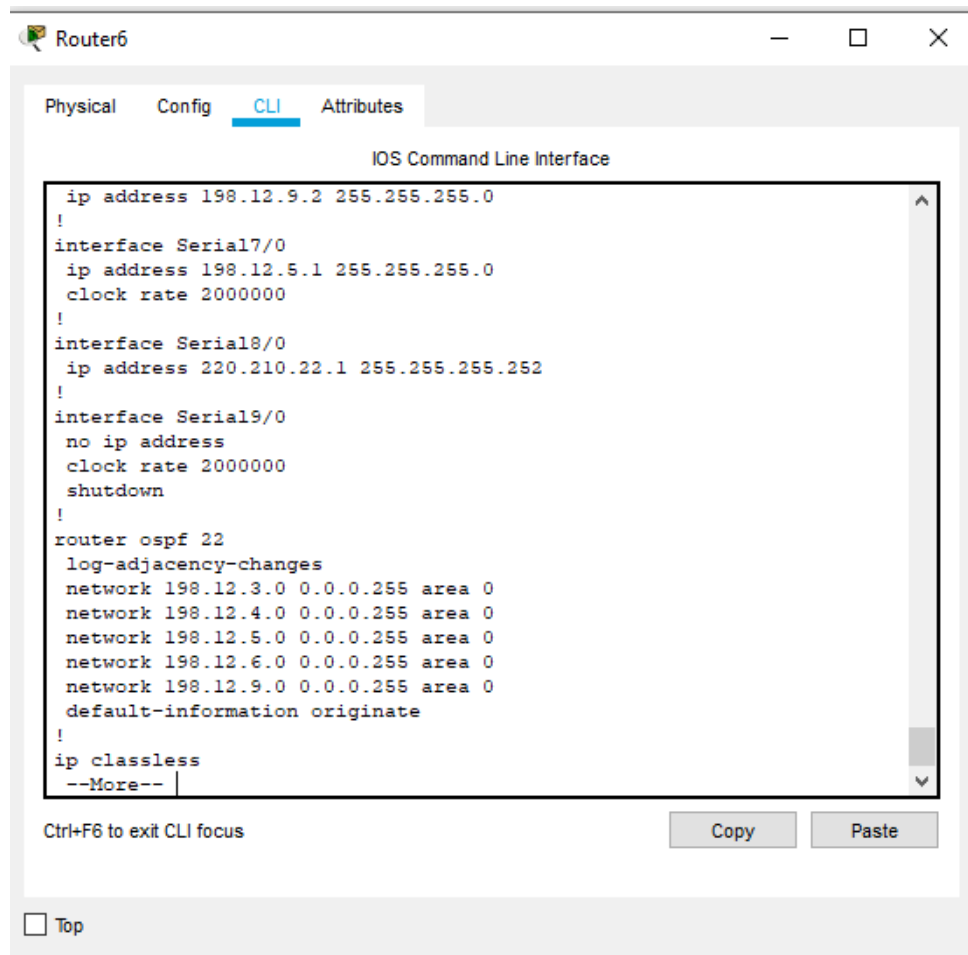 Router6
Physical Config CLI Attributes
IOS Command Line Interface
ip address 198.12.9.2 255.255.255.0
!
interface Serial7/0
ip address 198.12.5.1 255.255.255.0
clock rate 2000000
!
interface Serial8/0
ip address 220.210.22.1 255.255.255.252
!
interface Serial9/0
no ip address
clock rate 2000000
shutdown
!
router ospf 22
log-adjacency-changes
network 198.12.3.0 0.0.0.255 area 0
network 198.12.4.0 0.0.0.255 area 0
network 198.12.5.0 0.0.0.255 area 0
network 198.12.6.0 0.0.0.255 area 0
network 198.12.9.0 0.0.0.255 area 0
default-information originate
!
ip classless
--More--
Ctrl+F6 to exit CLI focus
Copy Paste
Top